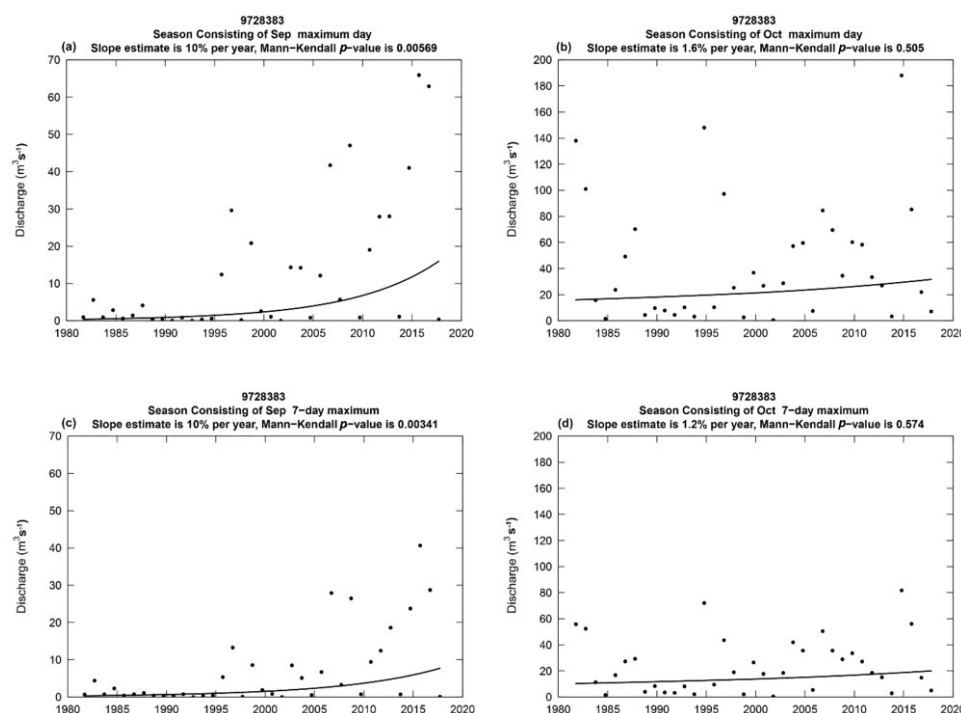 9728383
Season Consisting of Sep maximum day
(a) Slope estimate is 10% per year, Mann−Kendall p−value is 0.00569
70
60
50
40
30
20
10
0
Discharge (m³s⁻¹)
1980 1985 1990 1995 2000 2005 2010 2015 2020
9728383
Season Consisting of Oct maximum day
(b) Slope estimate is 1.6% per year, Mann−Kendall p−value is 0.505
200
180
160
140
120
100
80
60
40
20
0
Discharge (m³s⁻¹)
1980 1985 1990 1995 2000 2005 2010 2015 2020
9728383
Season Consisting of Sep 7−day maximum
(c) Slope estimate is 10% per year, Mann−Kendall p−value is 0.00341
70
60
50
40
30
20
10
0
Discharge (m³s⁻¹)
1980 1985 1990 1995 2000 2005 2010 2015 2020
9728383
Season Consisting of Oct 7−day maximum
(d) Slope estimate is 1.2% per year, Mann−Kendall p−value is 0.574
200
180
160
140
120
100
80
60
40
20
0
Discharge (m³s⁻¹)
1980 1985 1990 1995 2000 2005 2010 2015 2020